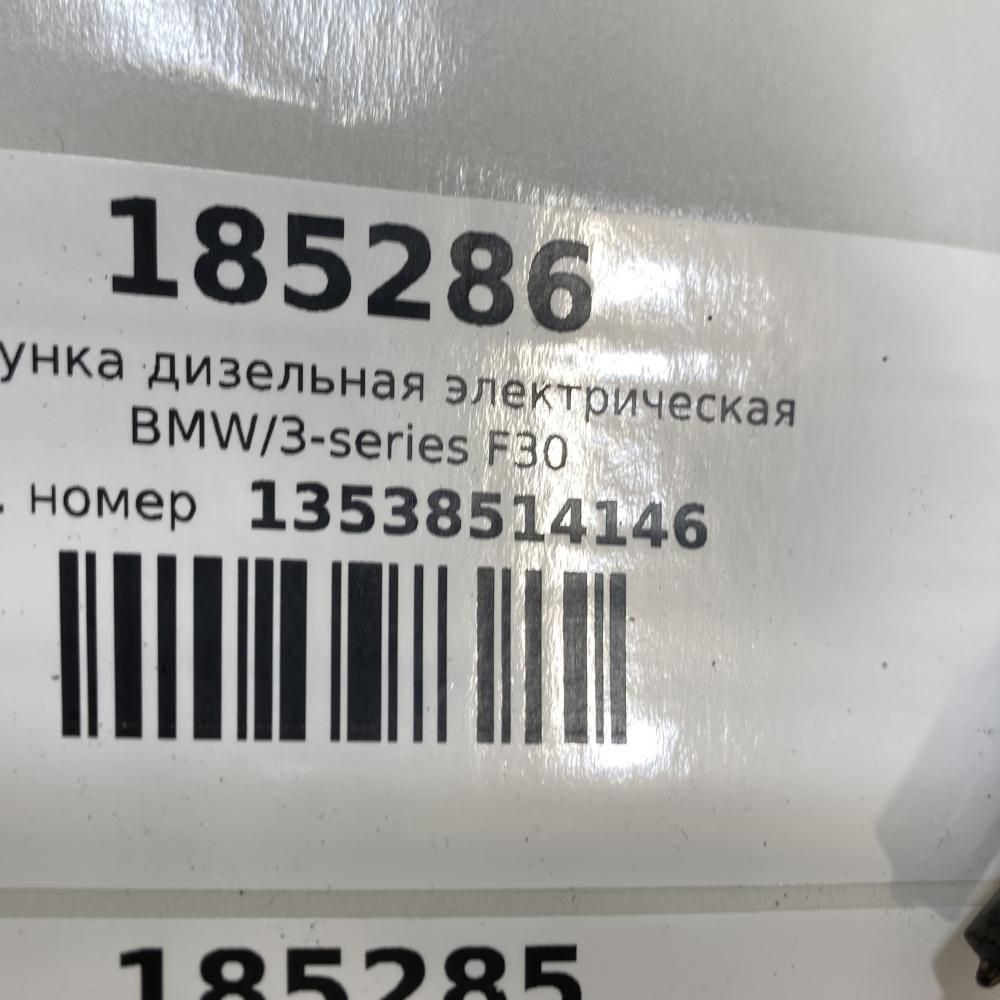 185286
унка дизельная электрическая
BMW/3-series F30
. номер 13538514146
185285